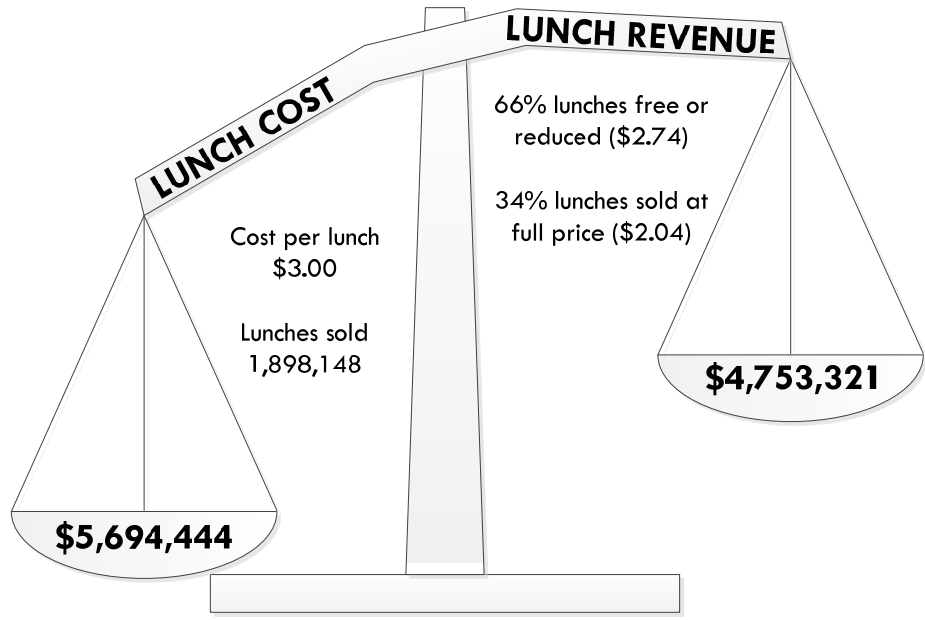 LUNCH COST
LUNCH REVENUE
Cost per lunch
$3.00
Lunches sold
1,898,148
66% lunches free or
reduced ($2.74)
34% lunches sold at
full price ($2.04)
$5,694,444
$4,753,321